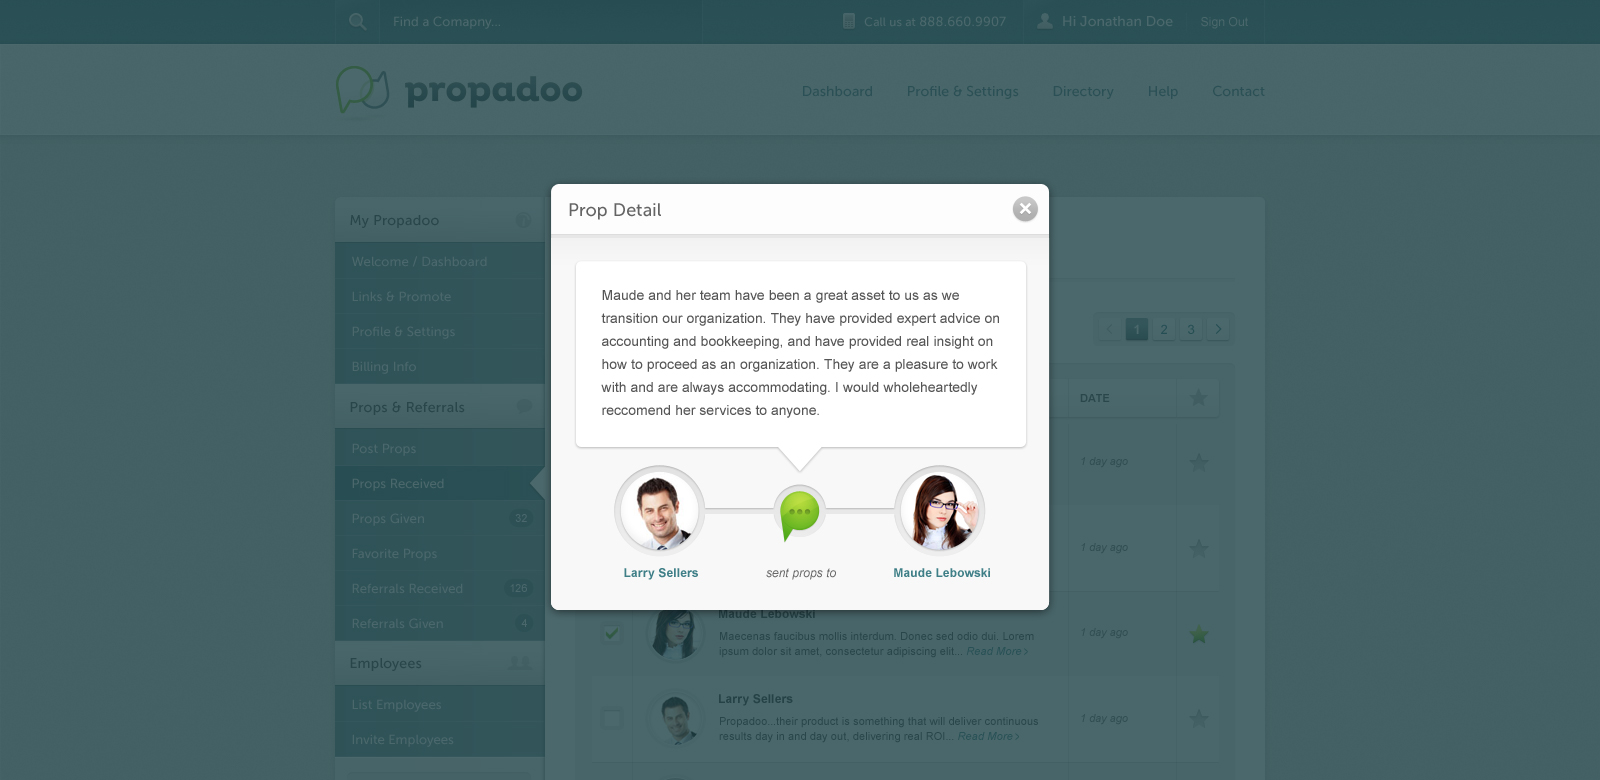 Find a Comapny...
Call us at 888.660.9907
Hi Jonathan Doe
Sign Out
propadoo
Dashboard
Profile & Settings
Directory
Help
Contact
My Propadoo
Welcome / Dashboard
Links & Promote
Profile & Settings
Billing Info
Props & Referrals
Post Props
Props Received
Props Given 32
Favorite Props
Referrals Received 126
Referrals Given 4
Employees
List Employees
Invite Employees
Prop Detail
Maude and her team have been a great asset to us as we
transition our organization. They have provided expert advice on
accounting and bookkeeping, and have provided real insight on
how to proceed as an organization. They are a pleasure to work
with and are always accommodating. I would wholeheartedly
reccomend her services to anyone.
Larry Sellers
sent props to
Maude Lebowski
< 1 2 3 >
DATE
1 day ago
1 day ago
Maude Lebowski
Maecenas faucibus mollis interdum. Donec sed odio dui. Lorem
ipsum dolor sit amet, consectetur adipiscing elit... Read More >
1 day ago
Larry Sellers
Propadoo...their product is something that will deliver continuous
results day in and day out, delivering real ROI... Read More >
1 day ago